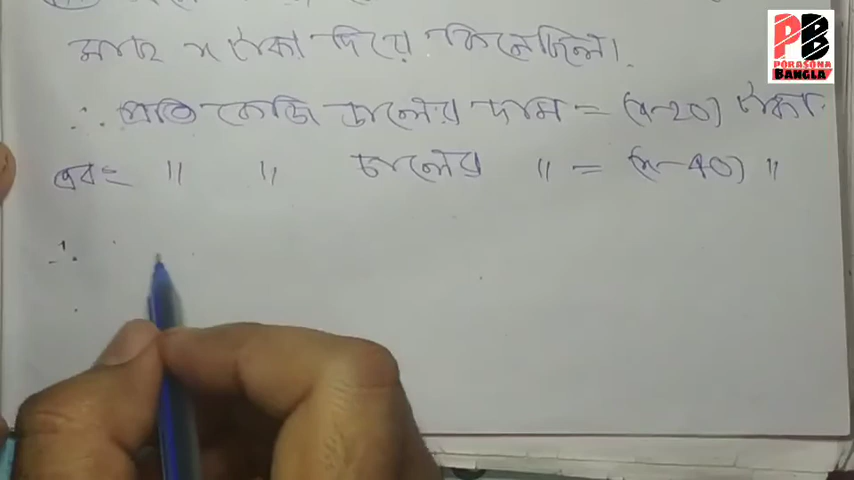 মাছ x টাকা দিয়ে কিনেছিল।
PB
PORASONA
BANGLA
∴ প্রতি কেজি ডালের দাম = (x-20) টাকা
এবং " " চালের " = (x-40) "
∴